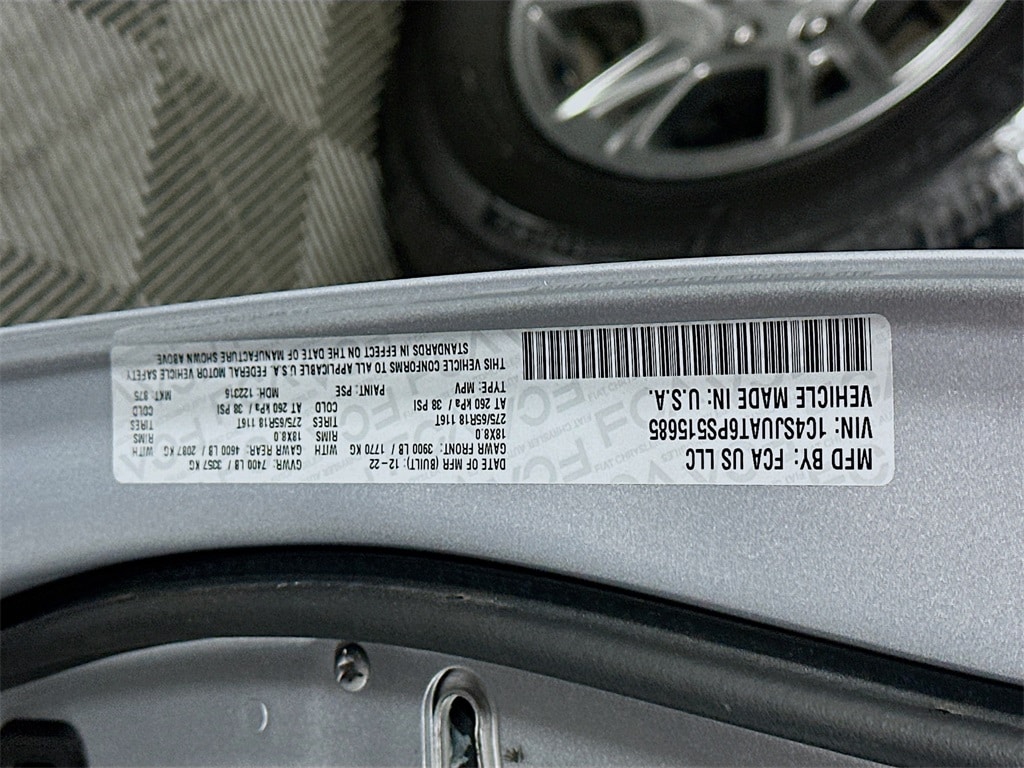 MFD BY: FCA US LLC
VIN: 1C4SJUAT6PS515685
VEHICLE MADE IN: U.S.A.
DATE OF MFR (BUILT): 12-22 GVWR: 7400 LB 3357 KG
GAWR FRONT: 3900 LB / 1770 KG WITH GAWR REAR: 4600 LB / 2087 KG WITH
18X8.0 RIMS 18X8.0 RIMS
275/65R18 116T TIRES 275/65R18 116T TIRES
AT 260 kPa / 38 PSI COLD AT 260 kPa / 38 PSI COLD
TYPE: MPV PAINT: PSE MDH: 122316 MKT: 875
THIS VEHICLE CONFORMS TO ALL APPLICABLE U.S.A. FEDERAL MOTOR VEHICLE SAFETY
STANDARDS IN EFFECT ON THE DATE OF MANUFACTURE SHOWN ABOVE